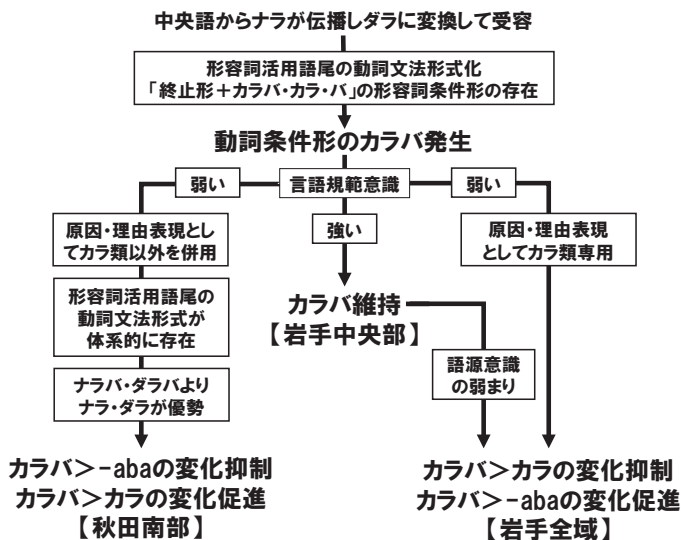 中央語からナラが伝播しダラに変換して受容
形容詞活用語尾の動詞文法形式化
「終止形＋カラバ・カラ・バ」の形容詞条件形の存在
動詞条件形のカラバ発生
弱い
言語規範意識
弱い
原因・理由表現とし
てカラ類以外を併用
強い
原因・理由表現
としてカラ類専用
形容詞活用語尾の
動詞文法形式が
体系的に存在
カラバ維持
【岩手中央部】
ナラバ・ダラバより
ナラ・ダラが優勢
語源意識
の弱まり
カラバ＞-abaの変化抑制
カラバ＞カラの変化促進
【秋田南部】
カラバ＞カラの変化抑制
カラバ＞-abaの変化促進
【岩手全域】